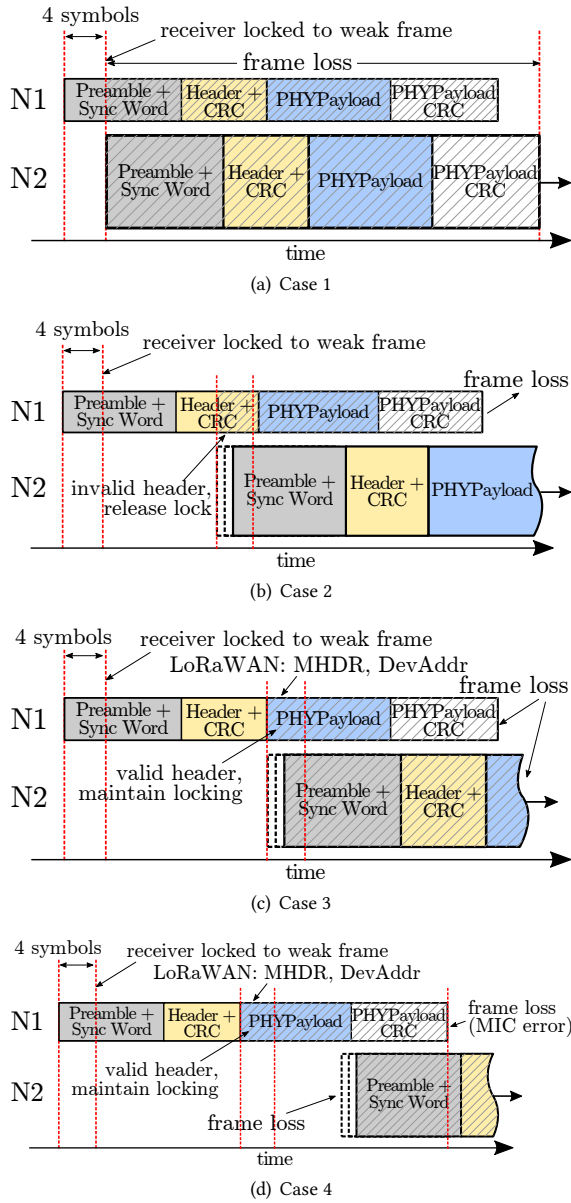 4 symbols
receiver locked to weak frame
frame loss
N1
Preamble +
Sync Word
Header +
CRC
PHYPayload
PHYPayload
CRC
N2
Preamble +
Sync Word
Header +
CRC
PHYPayload
PHYPayload
CRC
time
(a) Case 1
4 symbols
receiver locked to weak frame
frame loss
N1
Preamble +
Sync Word
Header +
CRC
PHYPayload
PHYPayload
CRC
invalid header,
release lock
N2
Preamble +
Sync Word
Header +
CRC
PHYPayload
time
(b) Case 2
4 symbols
receiver locked to weak frame
LoRaWAN: MHDR, DevAddr
frame loss
N1
Preamble +
Sync Word
Header +
CRC
PHYPayload
PHYPayload
CRC
valid header,
maintain locking
N2
Preamble +
Sync Word
Header +
CRC
time
(c) Case 3
4 symbols
receiver locked to weak frame
LoRaWAN: MHDR, DevAddr
N1
Preamble +
Sync Word
Header +
CRC
PHYPayload
PHYPayload
CRC
frame loss
(MIC error)
valid header,
maintain locking
N2
frame loss
Preamble +
Sync Word
time
(d) Case 4